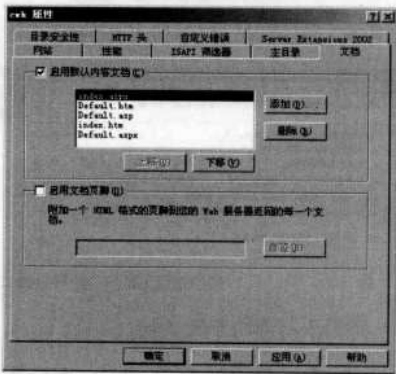 cwh 属性
目录安全性 HTTP 头 自定义错误 Server Extensions 2002
网站 性能 ISAPI 筛选器 主目录 文档
启用默认内容文档(C)
index.aspx
Default.htm
Default.asp
index.htm
Default.aspx
添加(D)...
删除(R)
上移(U) 下移(V)
启用文档页脚(O)
附加一个 HTML 格式的页脚到您的 Web 服务器返回的每一个文
档。
确定 取消 应用(A) 帮助